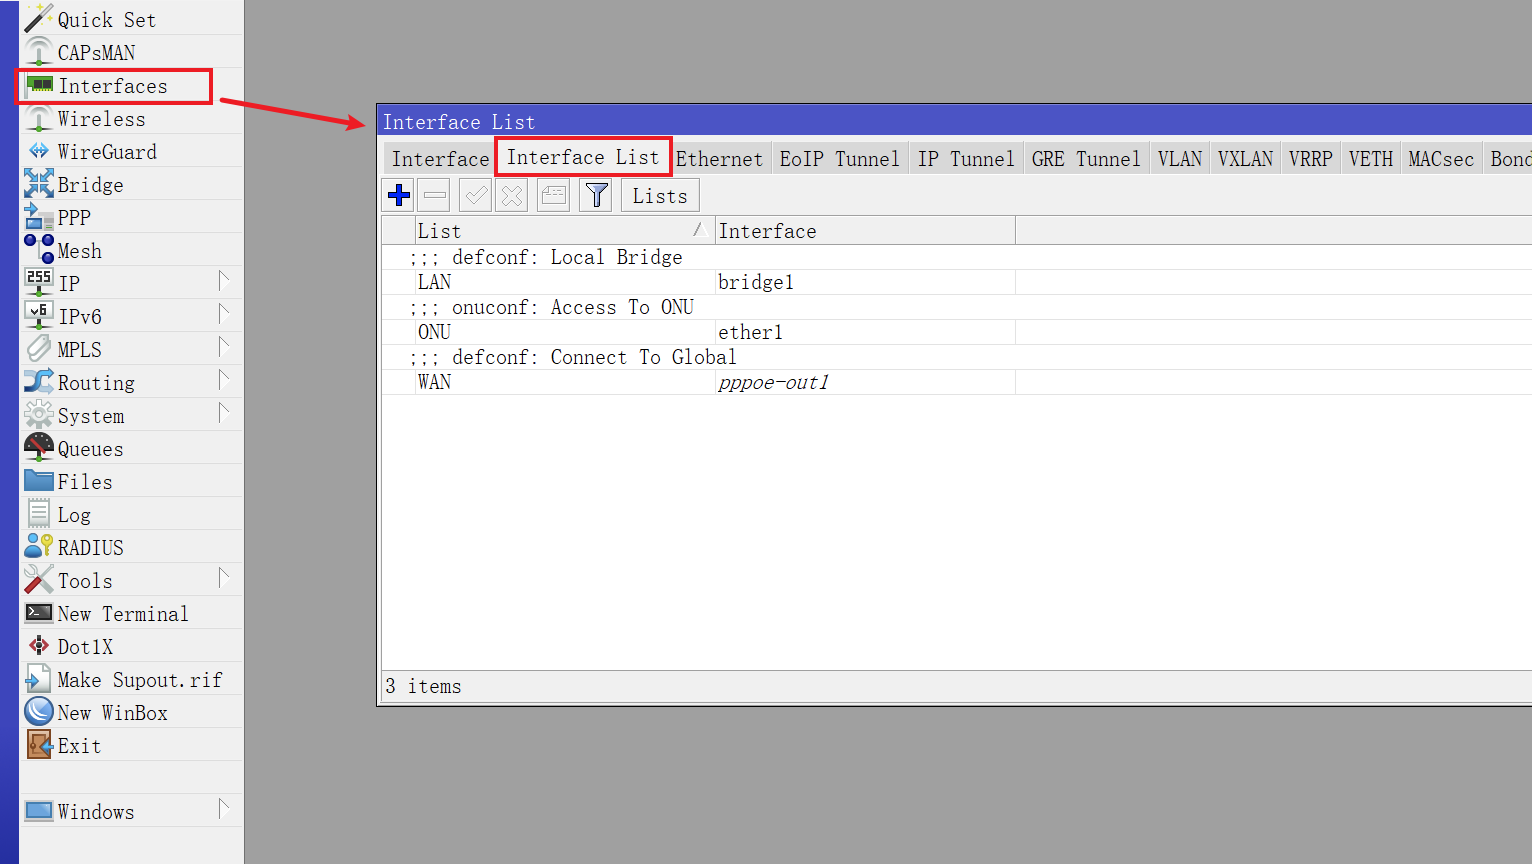 Quick Set
CAPsMAN
Interfaces
Wireless
WireGuard
Bridge
PPP
Mesh
255 IP
v6 IPv6
MPLS
Routing
System
Queues
Files
Log
RADIUS
Tools
New Terminal
Dot1X
Make Supout.rif
New WinBox
Exit
Windows
Interface List
Interface Interface List Ethernet EoIP Tunnel IP Tunnel GRE Tunnel VLAN VXLAN VRRP VETH MACsec Bond
Lists
List Interface
;;; defconf: Local Bridge
LAN bridge1
;;; onuconf: Access To ONU
ONU ether1
;;; defconf: Connect To Global
WAN pppoe-out1
3 items